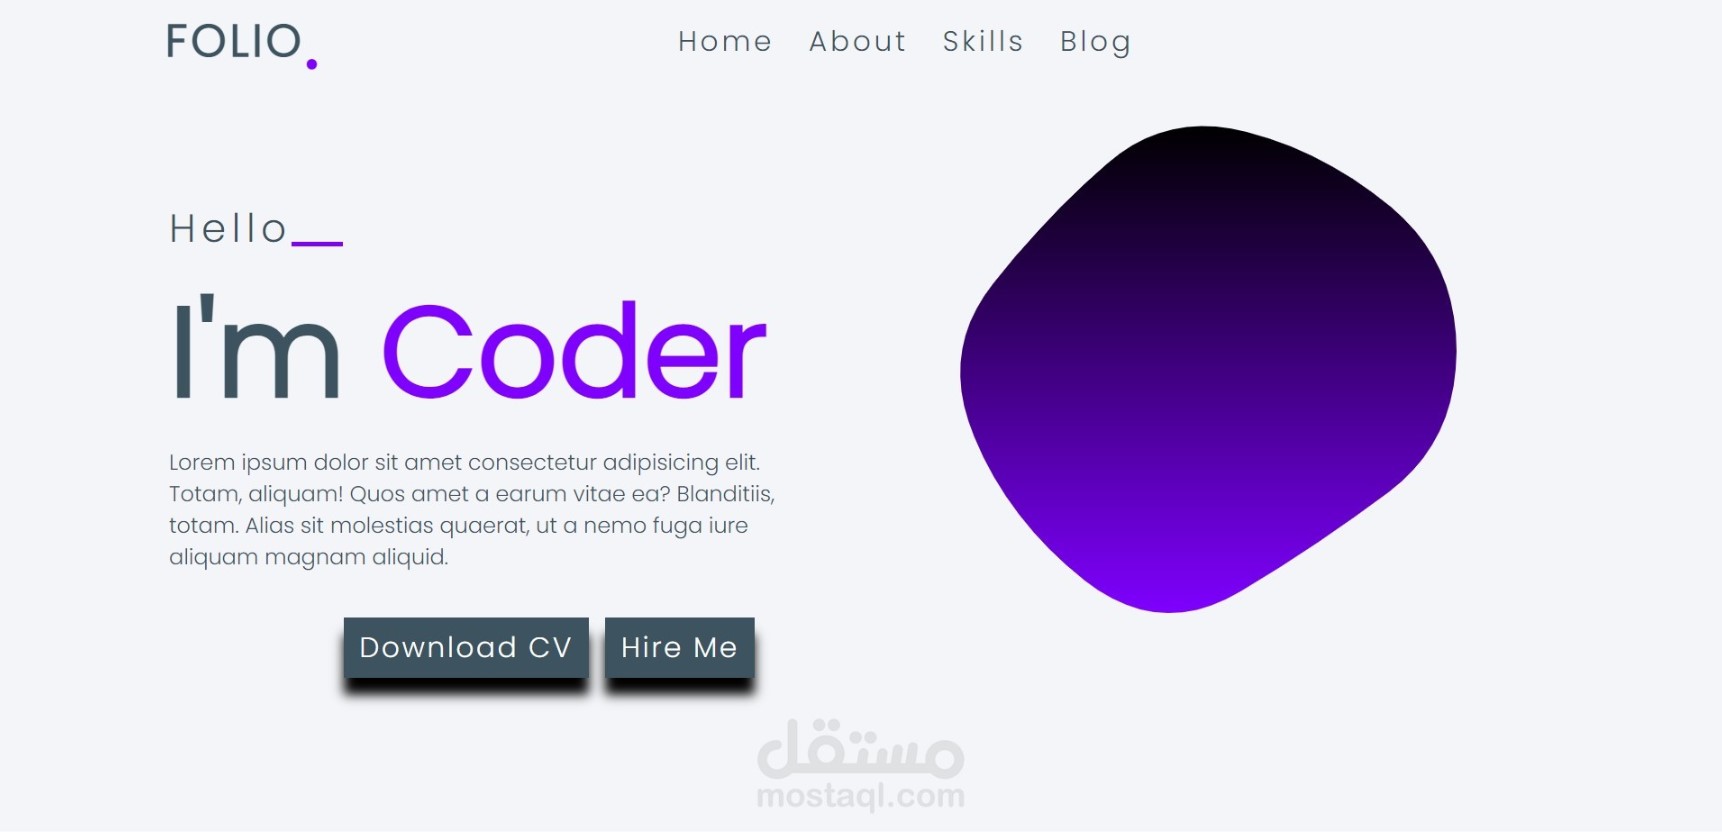 FOLIO.
Home About Skills Blog
Hello__
I'm Coder
Lorem ipsum dolor sit amet consectetur adipisicing elit.
Totam, aliquam! Quos amet a earum vitae ea? Blanditiis,
totam. Alias sit molestias quaerat, ut a nemo fuga iure
aliquam magnam aliquid.
Download CV Hire Me
مستقل
mostaql.com